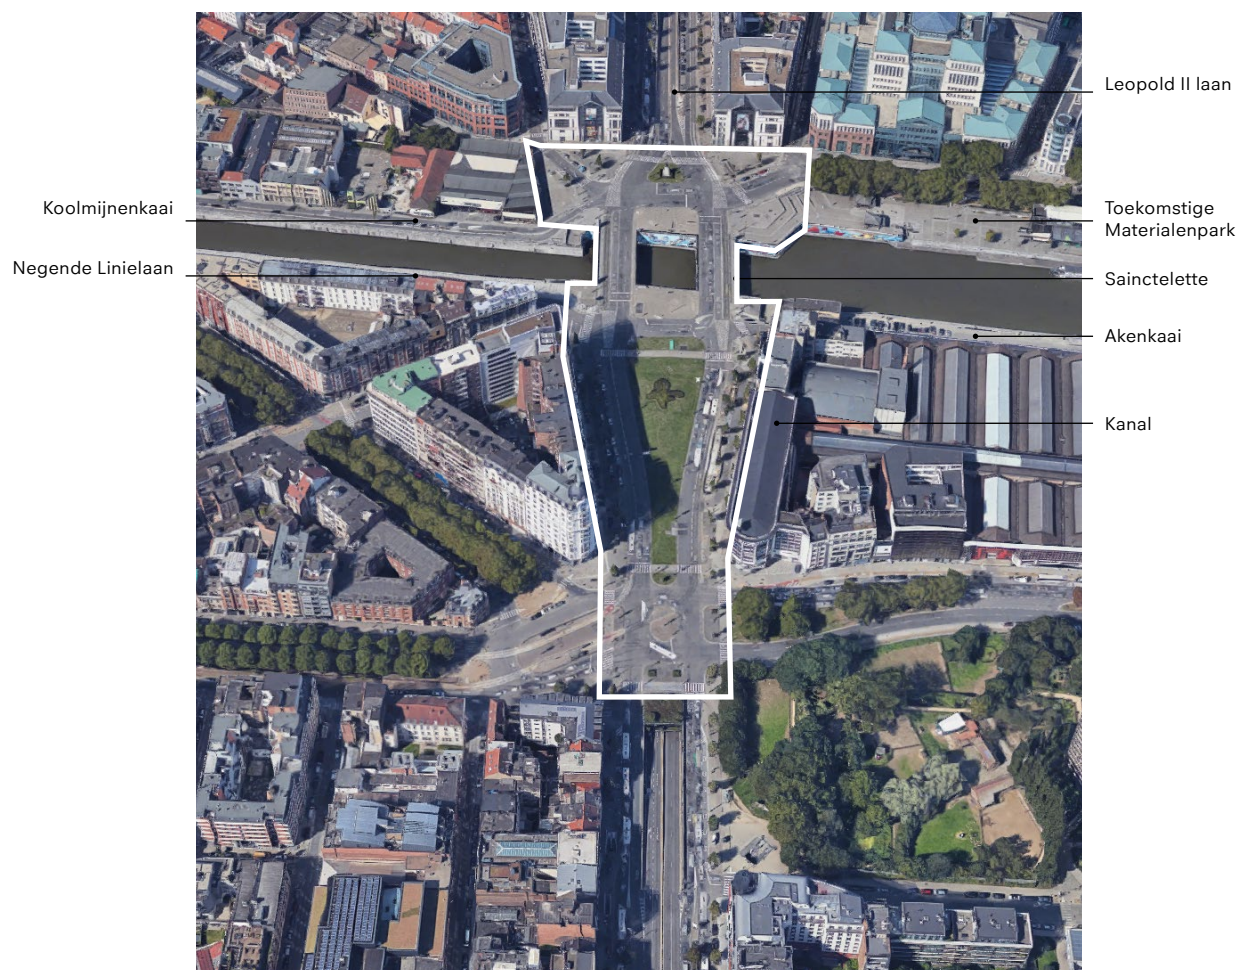 Leopold II laan
Koolmijnenkaai
Toekomstige
Materialenpark
Negende Linielaan
Sainctelette
Akenkaai
Kanal